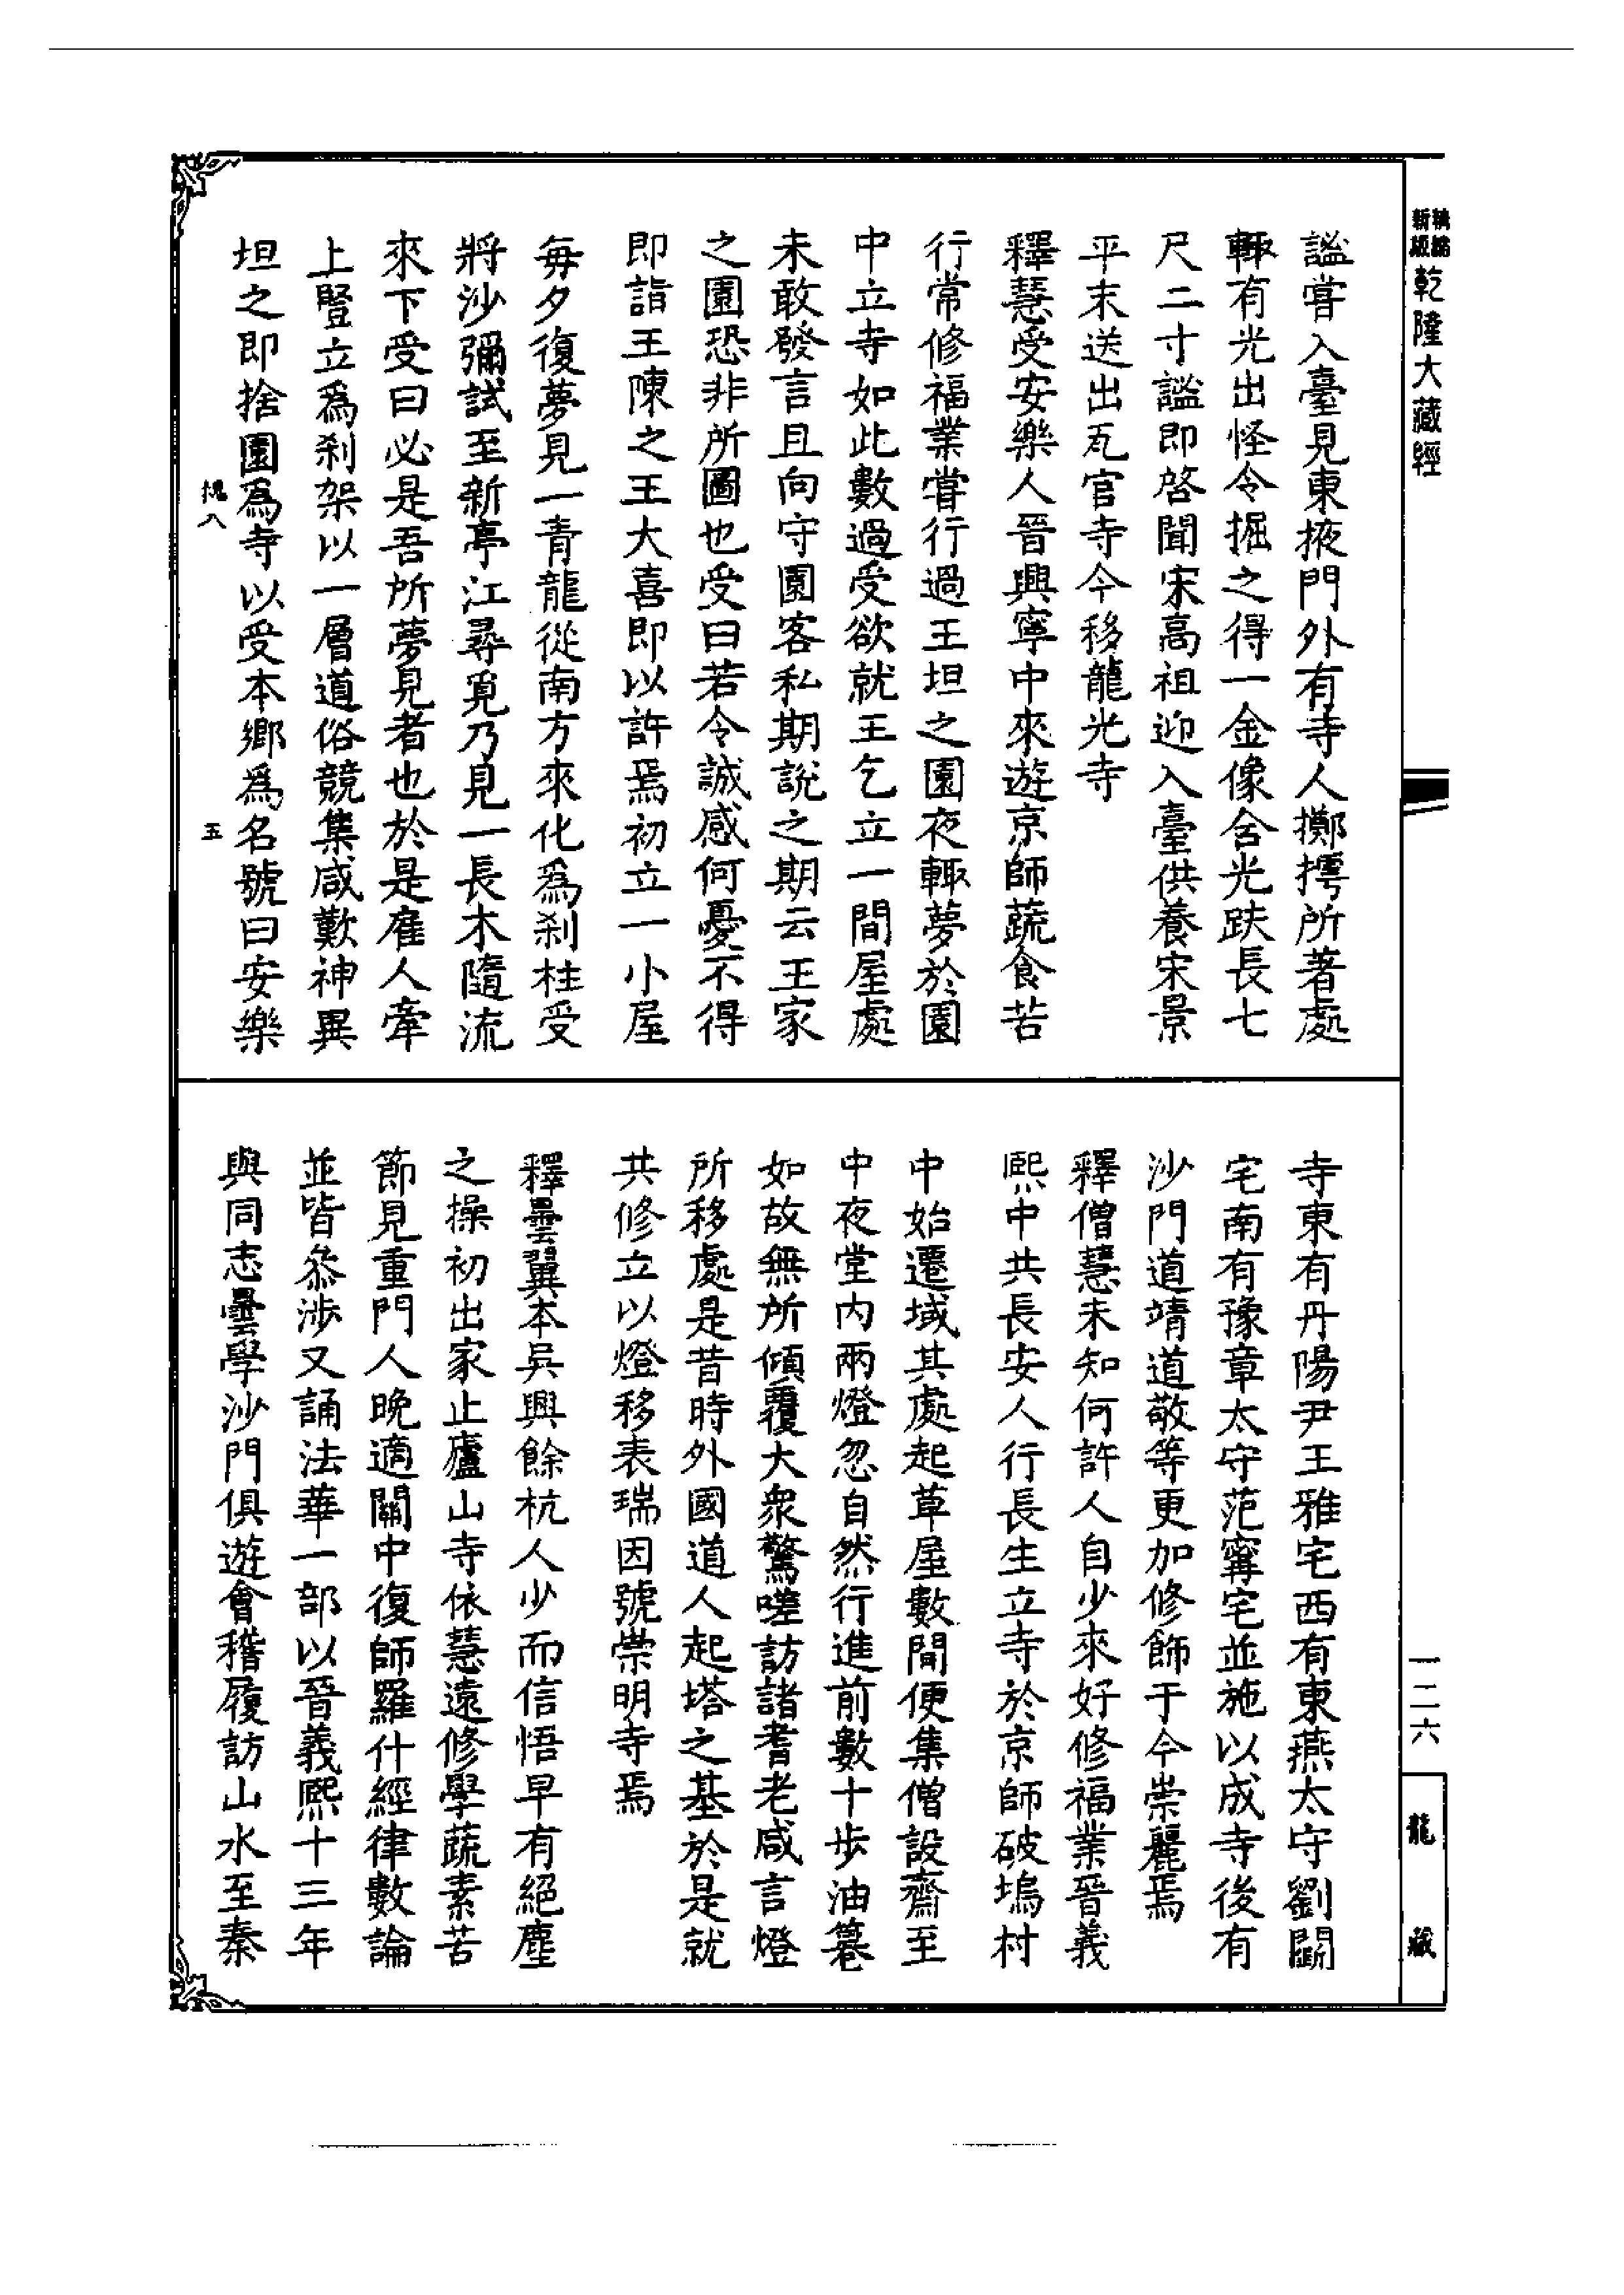 精縮新版乾隆大藏經
謐嘗入臺見東掖門外有寺人擲摴所著處
輙有光出怪令掘之得一金像含光趺長七
尺二寸謐即啓聞宋高祖迎入臺供養宋景
平末送出瓦官寺今移龍光寺
釋慧受安樂人晉興寧中來遊京師蔬食苦
行常修福業嘗行過王坦之園夜輙夢於園
中立寺如此數過受欲就王乞立一間屋處
未敢發言且向守園客私期說之期云王家
之園恐非所圖也受曰若令誠感何憂不得
即詣王陳之王大喜即以許焉初立一小屋
每夕復夢見一青龍從南方來化爲刹柱受
將沙彌試至新亭江尋覓乃見一長木隨流
來下受曰必是吾所夢見者也於是雇人牽
上豎立爲刹架以一層道俗競集咸歎神異
坦之即捨園爲寺以受本鄉爲名號曰安樂
槐八
五
寺東有丹陽尹王雅宅西有東燕太守劉鬭
宅南有豫章太守范寗宅並施以成寺後有
沙門道靖道敬等更加修飾于今崇麗焉
釋僧慧未知何許人自少來好修福業晉義
熙中共長安人行長生立寺於京師破塢村
中始遷域其處起草屋數間便集僧設齋至
中夜堂内兩燈忽自然行進前數十步油篹
如故無所傾覆大衆驚嗟訪諸耆老咸言燈
所移處是昔時外國道人起塔之基於是就
共修立以燈移表瑞因號崇明寺焉
釋曇翼本吳興餘杭人少而信悟早有絕塵
之操初出家止廬山寺依慧遠修學蔬素苦
節見重門人晚適關中復師羅什經律數論
並皆叅涉又誦法華一部以晉義熙十三年
與同志曇學沙門俱遊會稽履訪山水至秦
一二六
龍藏